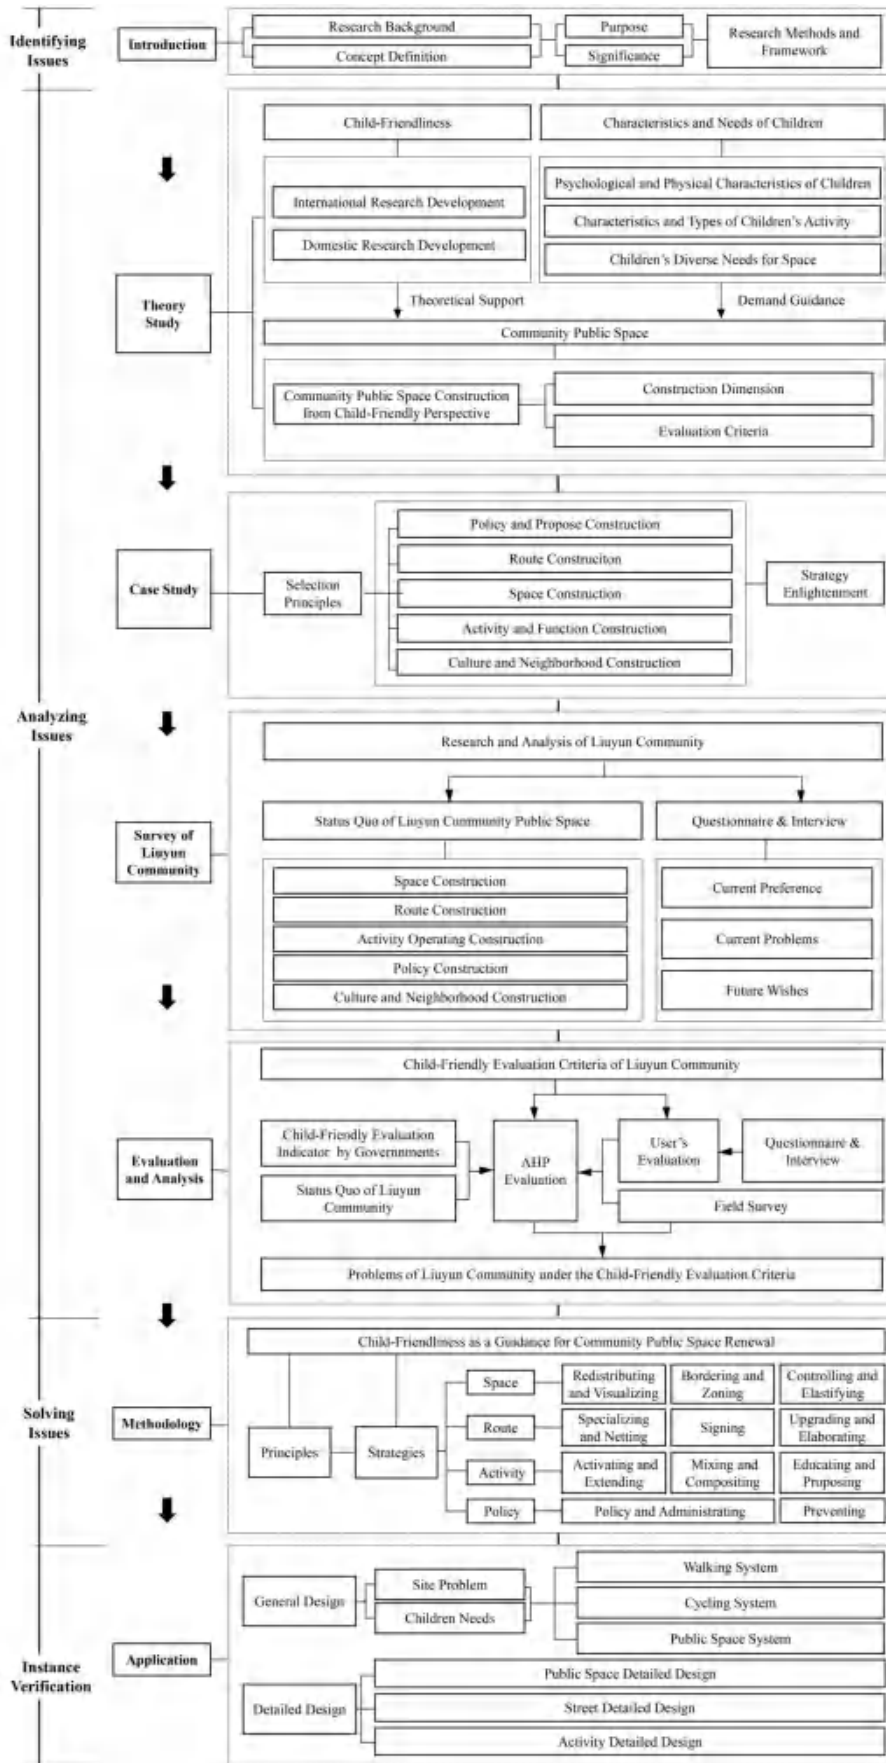 Identifying
Issues
Introduction
Research Background
Concept Definition
Purpose
Significance
Research Methods and
Framework
Analyzing
Issues
Theory
Study
Child-Friendliness
Characteristics and Needs of Children
International Research Development
Domestic Research Development
Psychological and Physical Characteristics of Children
Characteristics and Types of Children's Activity
Children's Diverse Needs for Space
Theoretical Support
Demand Guidance
Community Public Space
Community Public Space Construction
from Child-Friendly Perspective
Construction Dimension
Evaluation Criteria
Case Study
Selection
Principles
Policy and Propose Construction
Route Construciton
Space Construction
Activity and Function Construction
Culture and Neighborhood Construction
Strategy
Enlightenment
Survey of
Liuyun
Community
Research and Analysis of Liuyun Community
Status Quo of Liuyun Community Public Space
Questionnaire & Interview
Space Construction
Route Construction
Activity Operating Construction
Policy Construction
Culture and Neighborhood Construction
Current Preference
Current Problems
Future Wishes
Evaluation
and Analysis
Child-Friendly Evaluation Crtiteria of Liuyun Community
Child-Friendly Evaluation
Indicator by Governments
Status Quo of Liuyun
Community
AHP
Evaluation
User's
Evaluation
Questionnaire &
Interview
Field Survey
Problems of Liuyun Community under the Child-Friendly Evaluation Criteria
Solving
Issues
Methodology
Child-Friendliness as a Guidance for Community Public Space Renewal
Principles
Strategies
Space
Redistributing
and Visualizing
Bordering and
Zoning
Controlling and
Elastifying
Route
Specializing
and Netting
Signing
Upgrading and
Elaborating
Activity
Activating and
Extending
Mixing and
Compositing
Educating and
Proposing
Policy
Policy and Administrating
Preventing
Instance
Verification
Application
General Design
Site Problem
Children Needs
Walking System
Cycling System
Public Space System
Detailed Design
Public Space Detailed Design
Street Detailed Design
Activity Detailed Design